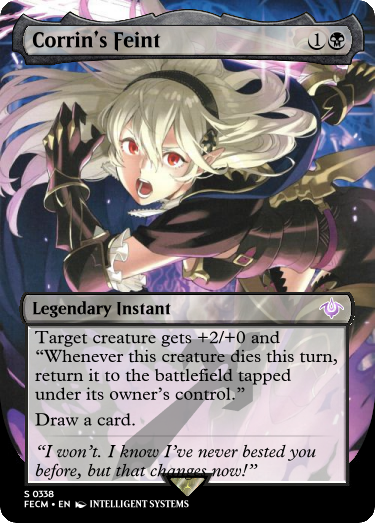 Corrin's Feint 1
Legendary Instant
Target creature gets +2/+0 and
“Whenever this creature dies this turn,
return it to the battlefield tapped
under its owner's control.”
Draw a card.
“I won't. I know I've never bested you
before, but that changes now!”
S 0338
FECM • EN INTELLIGENT SYSTEMS